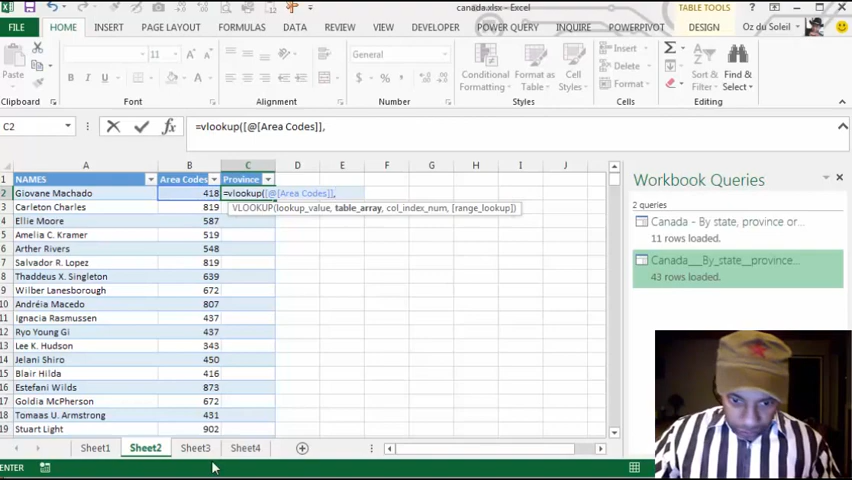 canada.xlsx - Excel
TABLE TOOLS
FILE HOME INSERT PAGE LAYOUT FORMULAS DATA REVIEW VIEW DEVELOPER POWER QUERY INQUIRE POWERPIVOT DESIGN Oz du Soleil
Paste
11
B I U
General
$ % ,
Conditional Formatting
Format as Table
Cell Styles
Insert
Delete
Format
Sort & Filter
Find & Select
Clipboard Font Alignment Number Styles Cells Editing
C2 fx =vlookup([@[Area Codes]],
A B C D E F G H I J
1 NAMES Area Codes Province
2 Giovane Machado 418 =vlookup([@[Area Codes]],
3 Carleton Charles 819
VLOOKUP(lookup_value, table_array, col_index_num, [range_lookup])
4 Ellie Moore 587
5 Amelia C. Kramer 519
6 Arther Rivers 548
7 Salvador R. Lopez 819
8 Thaddeus X. Singleton 639
9 Wilber Lanesborough 672
10 Andréia Macedo 807
11 Ignacia Rasmussen 437
12 Ryo Young Gi 437
13 Lee K. Hudson 343
14 Jelani Shiro 450
15 Blair Hilda 416
16 Estefani Wilds 873
17 Goldia McPherson 672
18 Tomaas U. Armstrong 431
19 Stuart Light 902
Workbook Queries
2 queries
Canada - By state, province or...
11 rows loaded.
Canada___By_state__province...
43 rows loaded.
Sheet1 Sheet2 Sheet3 Sheet4
ENTER